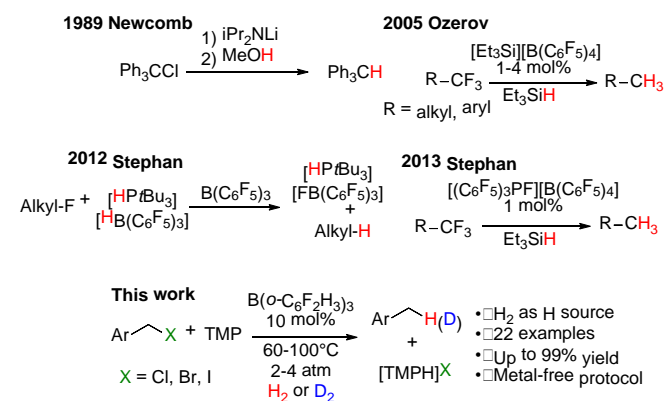 1989 Newcomb
2005 Ozerov
Ph3CCl
1) iPr2NLi
2) MeOH
Ph3CH
R–CF3
[Et3Si][B(C6F5)4]
1-4 mol%
Et3SiH
R–CH3
R = alkyl, aryl
2012 Stephan
2013 Stephan
Alkyl-F +
[HPtBu3]
[HB(C6F5)3]
B(C6F5)3
[HPtBu3]
[FB(C6F5)3]
+
Alkyl-H
R–CF3
[(C6F5)3PF][B(C6F5)4]
1 mol%
Et3SiH
R–CH3
This work
Ar X + TMP
X = Cl, Br, I
B(o-C6F2H3)3
10 mol%
60-100°C
2-4 atm
H2 or D2
Ar H(D)
+
[TMPH]X
•□H2 as H source
•□22 examples
•□Up to 99% yield
•□Metal-free protocol